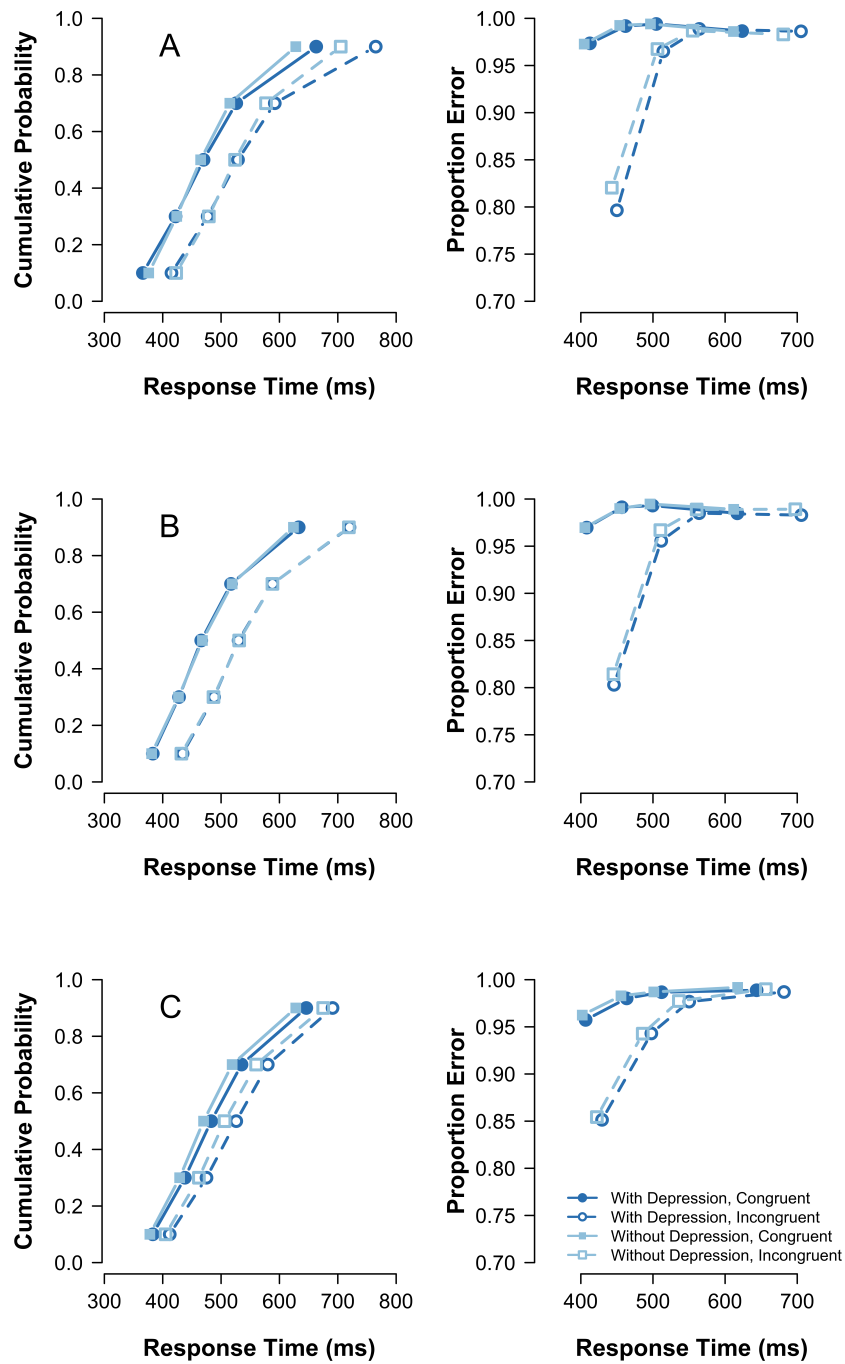 A
Cumulative Probability
1.0
0.8
0.6
0.4
0.2
0.0
300 400 500 600 700 800
Response Time (ms)
Proportion Error
1.00
0.95
0.90
0.85
0.80
0.75
0.70
400 500 600 700
Response Time (ms)
B
Cumulative Probability
1.0
0.8
0.6
0.4
0.2
0.0
300 400 500 600 700 800
Response Time (ms)
Proportion Error
1.00
0.95
0.90
0.85
0.80
0.75
0.70
400 500 600 700
Response Time (ms)
C
Cumulative Probability
1.0
0.8
0.6
0.4
0.2
0.0
300 400 500 600 700 800
Response Time (ms)
Proportion Error
1.00
0.95
0.90
0.85
0.80
0.75
0.70
With Depression, Congruent
With Depression, Incongruent
Without Depression, Congruent
Without Depression, Incongruent
400 500 600 700
Response Time (ms)